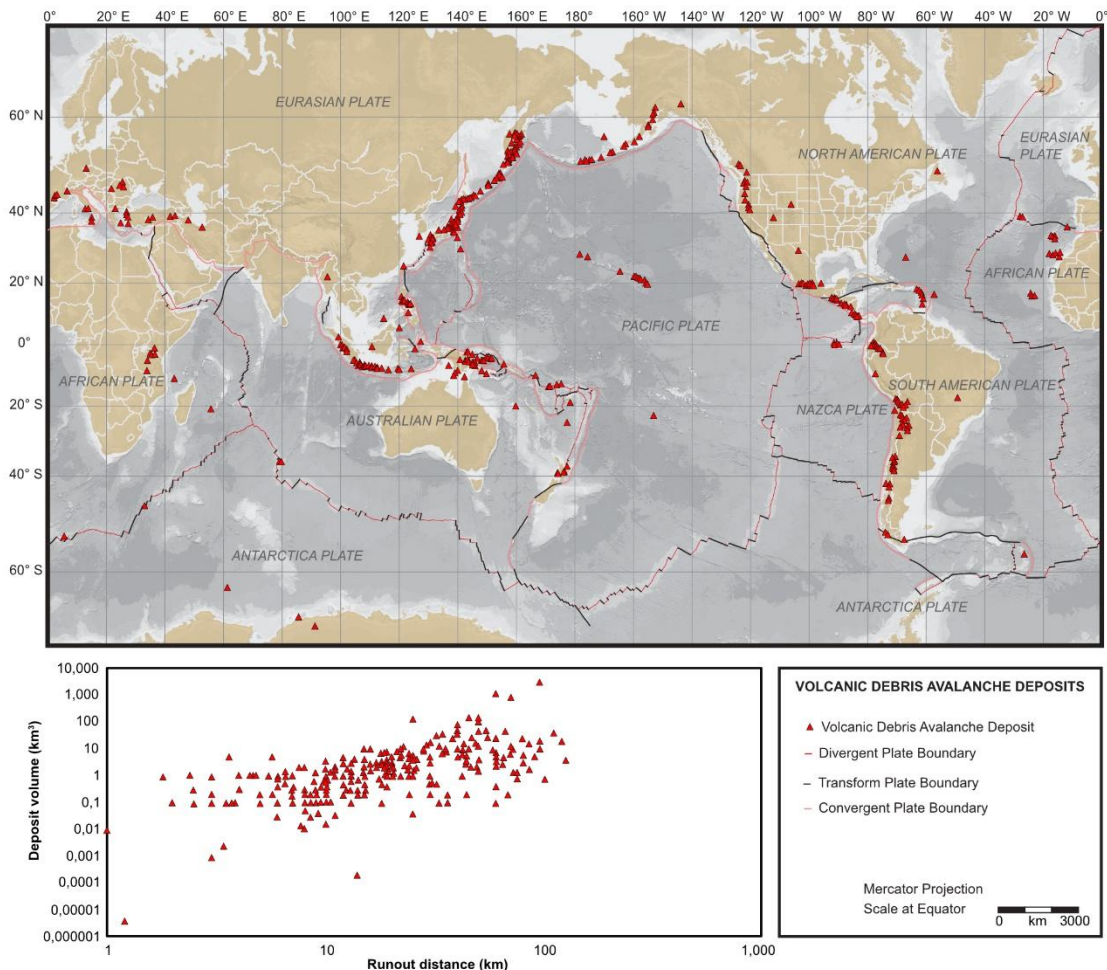 0° 20° E 40° E 60° E 80° E 100° E 120° E 140° E 160° E 180° 160° W 140° W 120°W 100°W 80° W 60° W 40° W 20° W 0°
EURASIAN PLATE
60° N
NORTH AMERICAN PLATE
EURASIAN
PLATE
40° N
20° N
AFRICAN PLATE
PACIFIC PLATE
0°
AFRICAN PLATE
SOUTH AMERICAN PLATE
NAZCA PLATE
AUSTRALIAN PLATE
20° S
40° S
ANTARCTICA PLATE
60° S
ANTARCTICA PLATE
10,000
1,000
100
10
1
0,1
0,01
0,001
0,0001
0,00001
0,000001
Deposit volume (km³)
1 10 100 1,000
Runout distance (km)
VOLCANIC DEBRIS AVALANCHE DEPOSITS
Volcanic Debris Avalanche Deposit
Divergent Plate Boundary
Transform Plate Boundary
Convergent Plate Boundary
Mercator Projection
Scale at Equator
0 km 3000